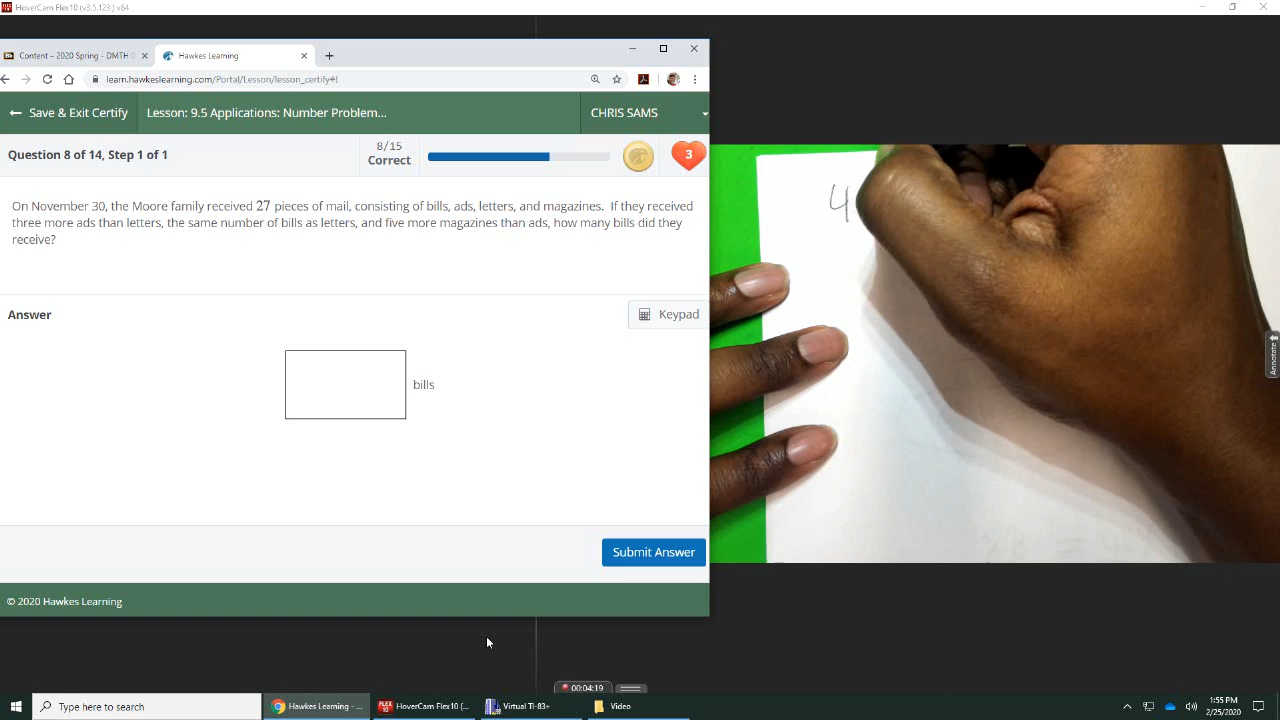 HoverCam Flex10 (v3.5.123 ) x64
Content – 2020 Spring - DMTH 0
Hawkes Learning
learn.hawkeslearning.com/Portal/Lesson/lesson_certify#!
Save & Exit Certify
Lesson: 9.5 Applications: Number Problem...
CHRIS SAMS
Question 8 of 14, Step 1 of 1
8/15
Correct
3
On November 30, the Moore family received 27 pieces of mail, consisting of bills, ads, letters, and magazines. If they received
three more ads than letters, the same number of bills as letters, and five more magazines than ads, how many bills did they
receive?
4
Answer
Keypad
Annotate
bills
Submit Answer
© 2020 Hawkes Learning
00:04:19
Type here to search
Hawkes Learning - ...
FLEX 10
HoverCam Flex10 (...
Virtual TI-83+
Video
1:55 PM
2/25/2020